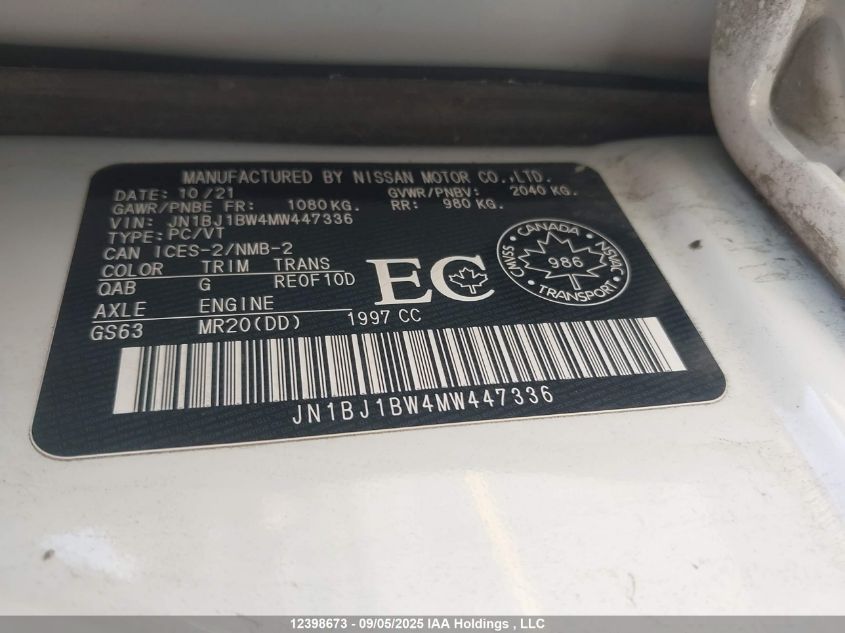 MANUFACTURED BY NISSAN MOTOR CO.,LTD.
DATE: 10/21 GVWR/PNBV: 2040 KG.
GAWR/PNBE FR: 1080 KG. RR: 980 KG.
VIN: JN1BJ1BW4MW447336
TYPE: PC/VT
CAN ICES-2/NMB-2
COLOR TRIM TRANS
QAB G RE0F10D
AXLE ENGINE
GS63 MR20(DD) 1997 CC
EC
CANADA
CMVSS 986 NSVAC
TRANSPORT
JN1BJ1BW4MW447336
12398673 - 09/05/2025 IAA Holdings , LLC